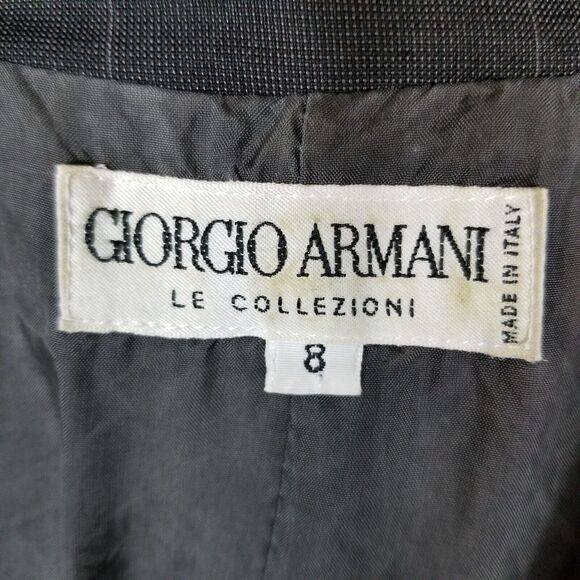 GIORGIO ARMANI
LE COLLEZIONI
MADE IN ITALY
8